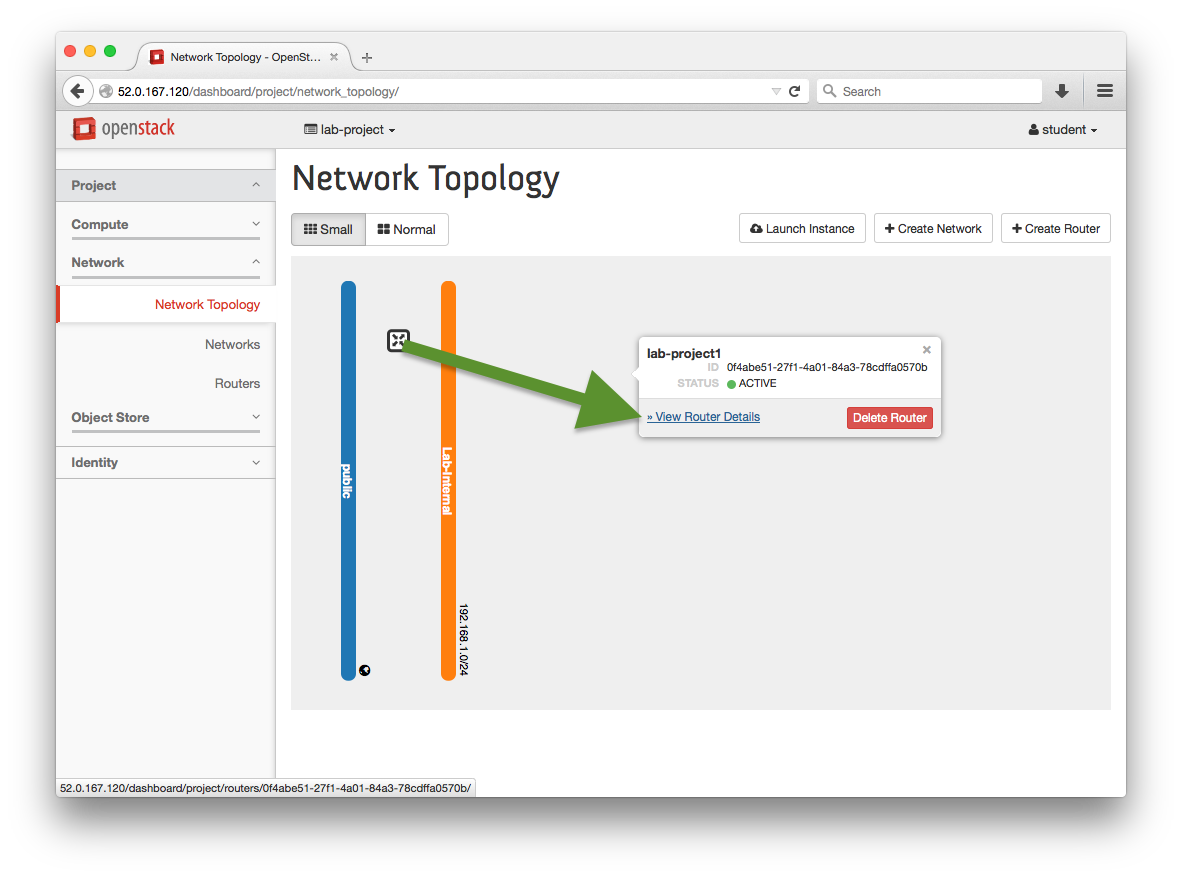 Network Topology - OpenSt...
52.0.167.120/dashboard/project/network_topology/
Search
openstack
lab-project
student
Project
Compute
Network
Network Topology
Networks
Routers
Object Store
Identity
Network Topology
Small
Normal
Launch Instance
Create Network
Create Router
public
Lab-Internal
192.168.1.0/24
lab-project1
ID 0f4abe51-27f1-4a01-84a3-78cdffa0570b
STATUS ACTIVE
» View Router Details
Delete Router
52.0.167.120/dashboard/project/routers/0f4abe51-27f1-4a01-84a3-78cdffa0570b/